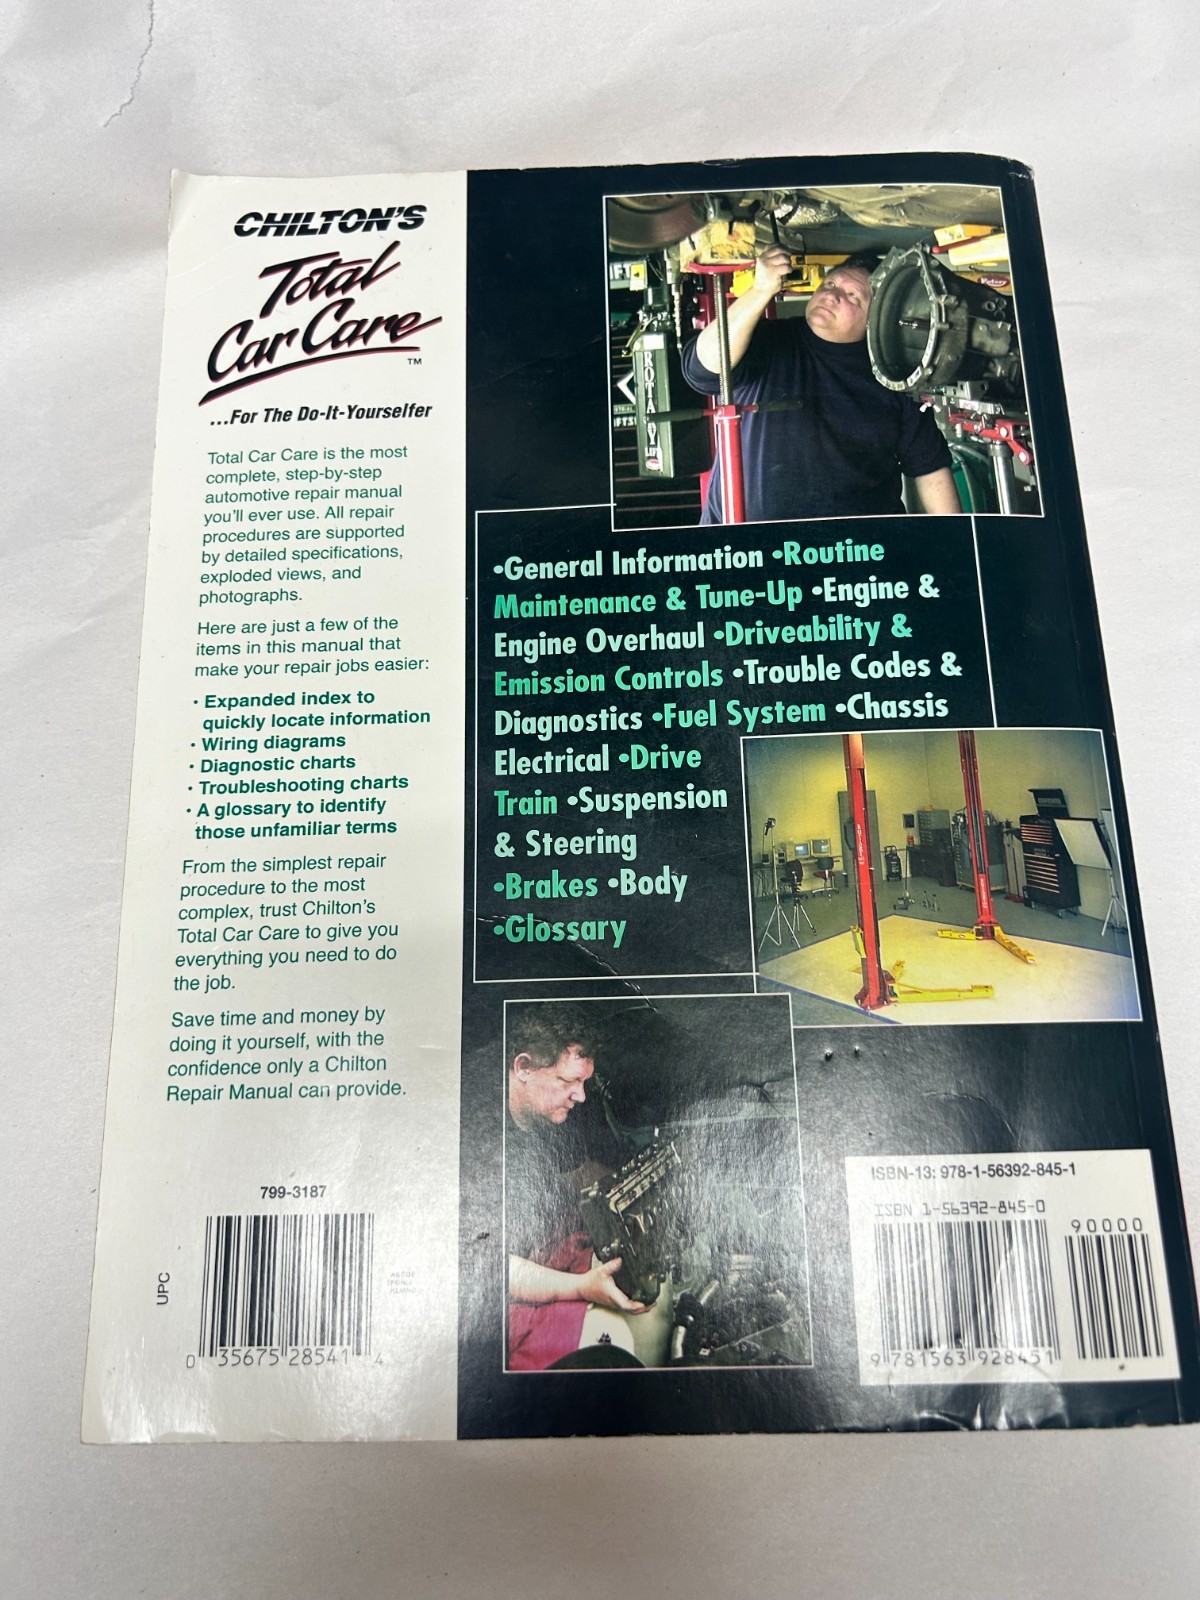 CHILTON'S
Total
Car Care™
...For The Do-It-Yourselfer
Total Car Care is the most
complete, step-by-step
automotive repair manual
you'll ever use. All repair
procedures are supported
by detailed specifications,
exploded views, and
photographs.
Here are just a few of the
items in this manual that
make your repair jobs easier:
• Expanded index to
quickly locate information
• Wiring diagrams
• Diagnostic charts
• Troubleshooting charts
• A glossary to identify
those unfamiliar terms
From the simplest repair
procedure to the most
complex, trust Chilton's
Total Car Care to give you
everything you need to do
the job.
Save time and money by
doing it yourself, with the
confidence only a Chilton
Repair Manual can provide.
799-3187
UPC
0 35675 28541 4
ROTARY
LIFT
•General Information •Routine
Maintenance & Tune-Up •Engine &
Engine Overhaul •Driveability &
Emission Controls •Trouble Codes &
Diagnostics •Fuel System •Chassis
Electrical •Drive
Train •Suspension
& Steering
•Brakes •Body
•Glossary
ISBN-13: 978-1-56392-845-1
ISBN 1-56392-845-0
90000
9 781563 928451